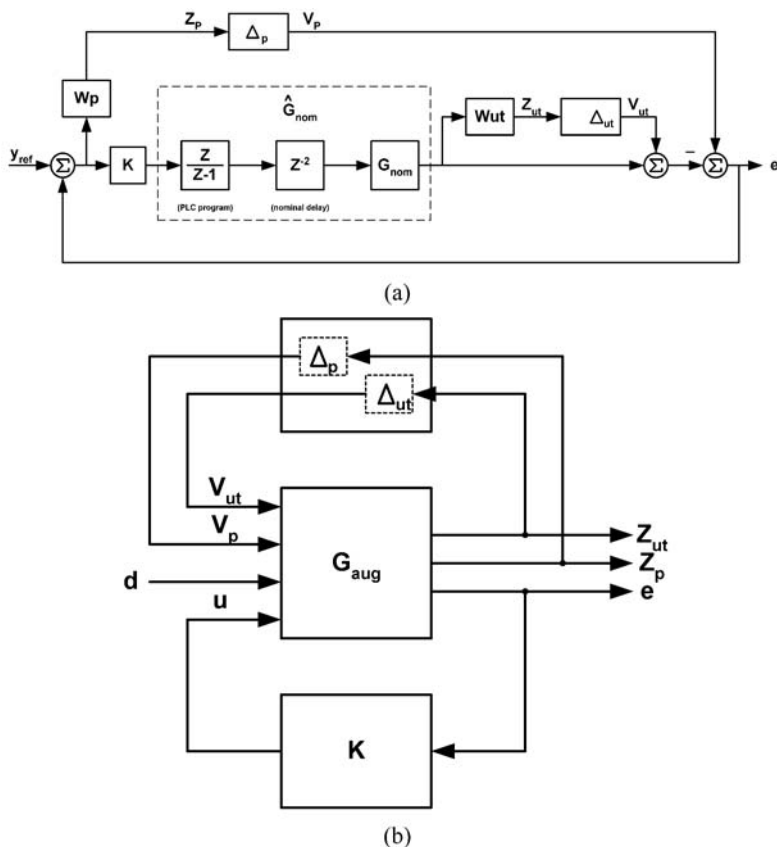 Z_P Δ_p V_P
Wp
Ĝ_nom
Wut Z_ut Δ_ut V_ut
y_ref Σ K Z/Z-1 Z^-2 G_nom Σ − Σ e
(PLC program) (nominal delay)
(a)
Δ_p
Δ_ut
V_ut
V_p
G_aug
Z_ut
Z_p
d
e
u
K
(b)